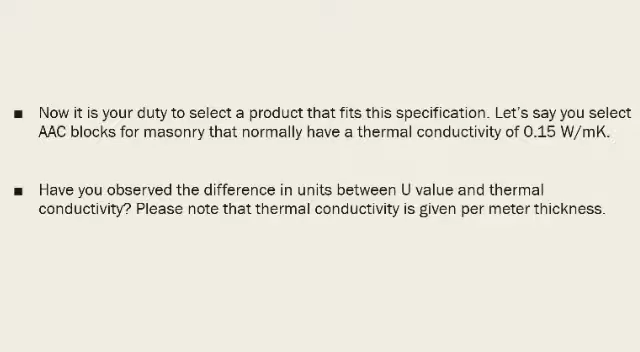 ▪ Now it is your duty to select a product that fits this specification. Let's say you select
AAC blocks for masonry that normally have a thermal conductivity of 0.15 W/mK.
▪ Have you observed the difference in units between U value and thermal
conductivity? Please note that thermal conductivity is given per meter thickness.